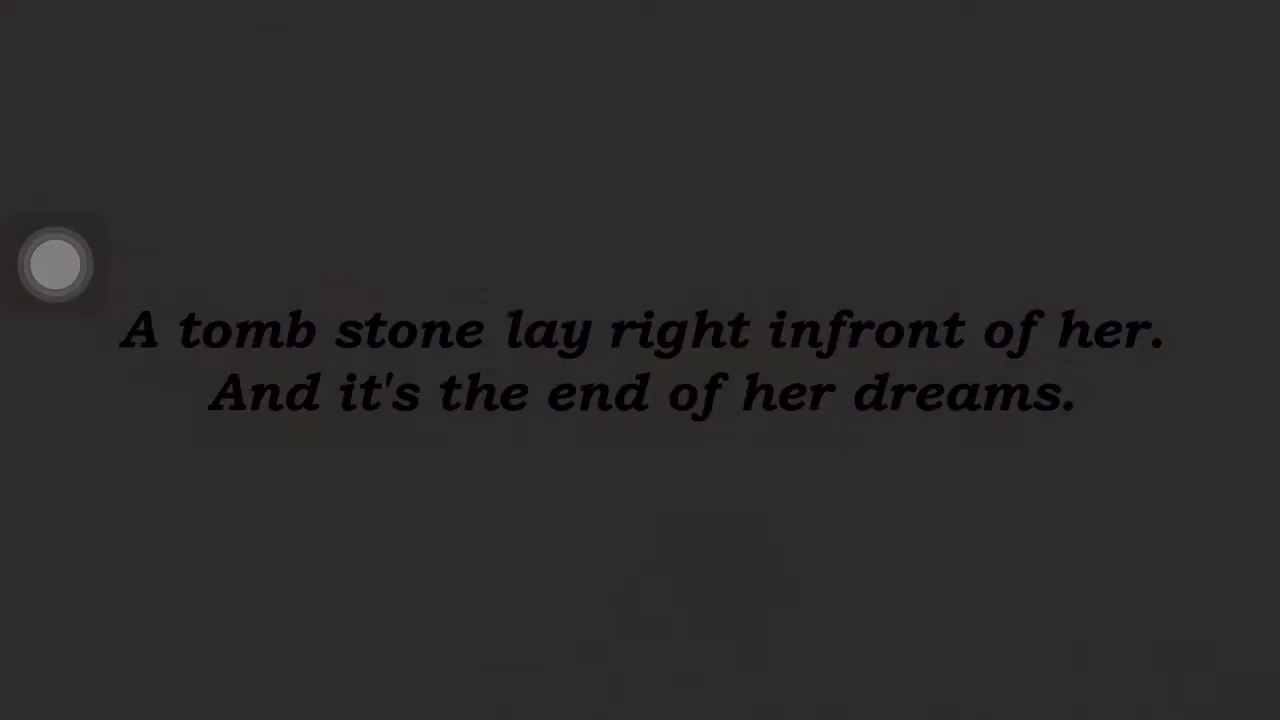 A tomb stone lay right infront of her.
And it's the end of her dreams.